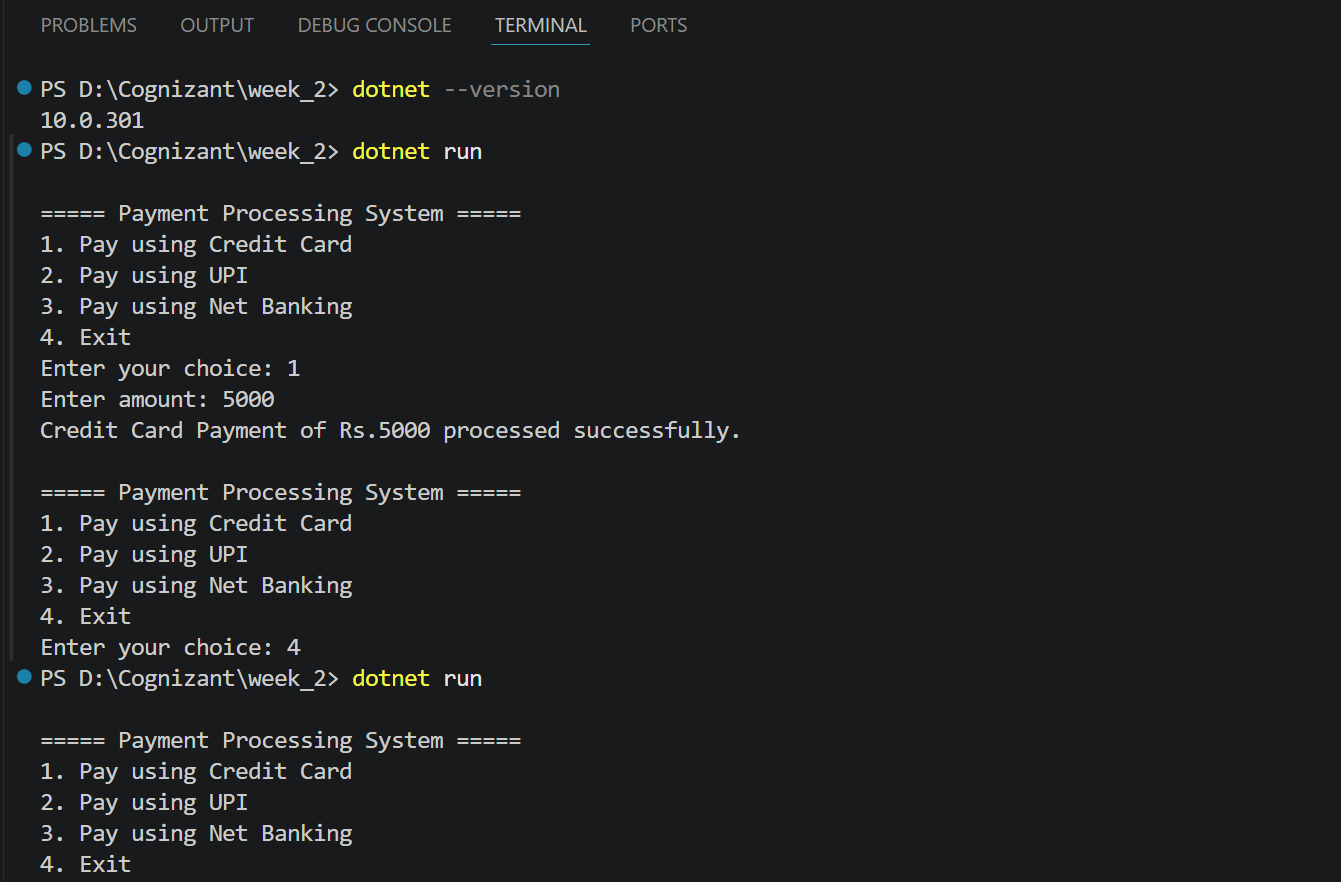 PROBLEMS OUTPUT DEBUG CONSOLE TERMINAL PORTS
PS D:\Cognizant\week_2> dotnet --version
10.0.301
PS D:\Cognizant\week_2> dotnet run
===== Payment Processing System =====
1. Pay using Credit Card
2. Pay using UPI
3. Pay using Net Banking
4. Exit
Enter your choice: 1
Enter amount: 5000
Credit Card Payment of Rs.5000 processed successfully.
===== Payment Processing System =====
1. Pay using Credit Card
2. Pay using UPI
3. Pay using Net Banking
4. Exit
Enter your choice: 4
PS D:\Cognizant\week_2> dotnet run
===== Payment Processing System =====
1. Pay using Credit Card
2. Pay using UPI
3. Pay using Net Banking
4. Exit